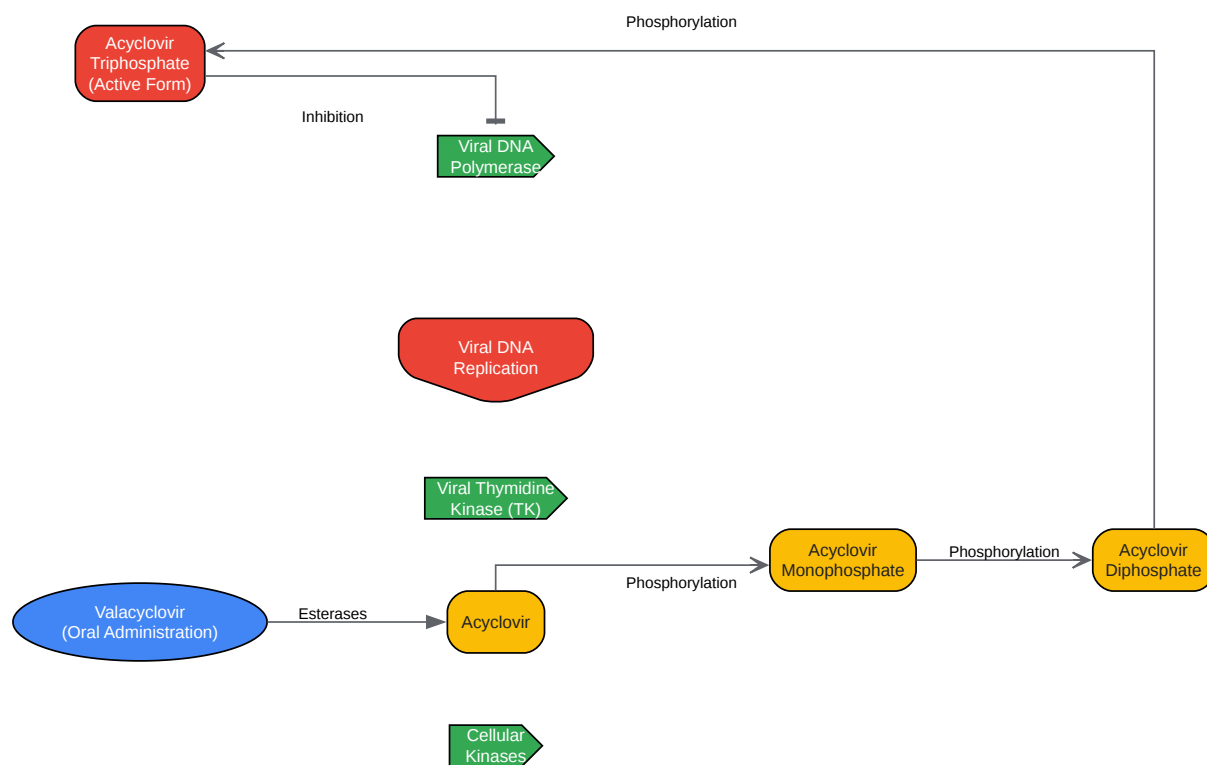 Phosphorylation
Acyclovir
Triphosphate
(Active Form)
Inhibition
Viral DNA
Polymerase
Viral DNA
Replication
Viral Thymidine
Kinase (TK)
Acyclovir
Monophosphate
Phosphorylation
Acyclovir
Diphosphate
Phosphorylation
Valacyclovir
(Oral Administration)
Esterases
Acyclovir
Cellular
Kinases